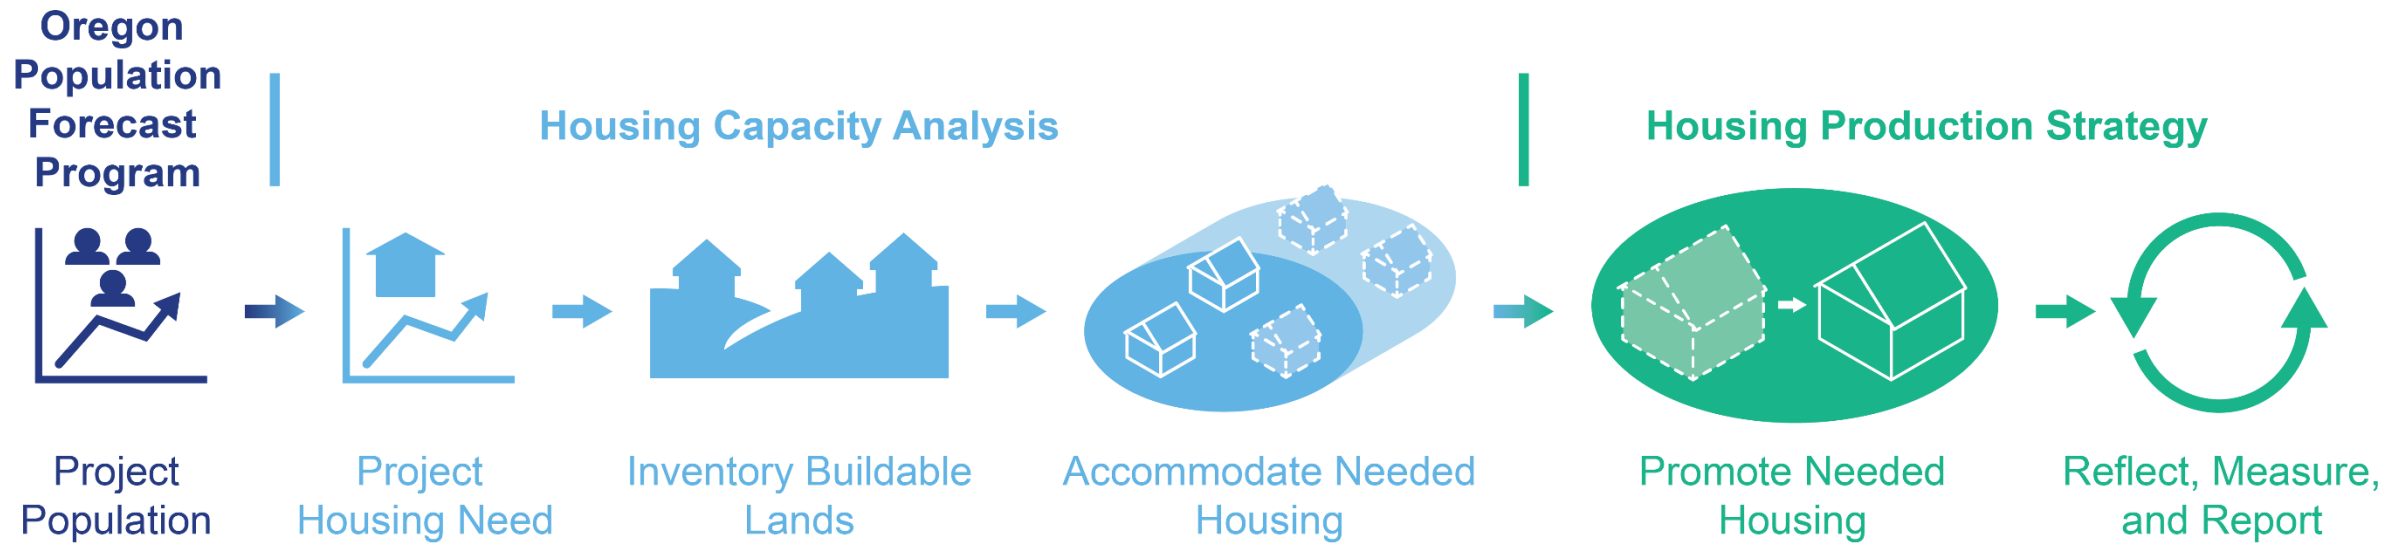 Oregon
Population
Forecast
Program
Housing Capacity Analysis
Housing Production Strategy
Project
Population
Project
Housing Need
Inventory Buildable
Lands
Accommodate Needed
Housing
Promote Needed
Housing
Reflect, Measure,
and Report